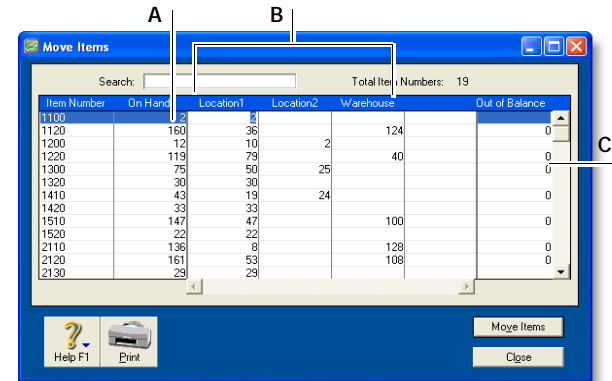 A B
Move Items
Search: Total Item Numbers: 19
Item Number On Hand Location1 Location2 Warehouse Out of Balance
1100 2 2
1120 160 36 124 0
1200 12 10 2
1220 119 79 40 0
1300 75 50 25 0
1320 30 30
1410 43 19 24 0
1420 33 33
1510 147 47 100 0
1520 22 22
2110 136 8 128 0
2120 161 53 108 0
2130 29 29
C
Help F1 Print Move Items
Close